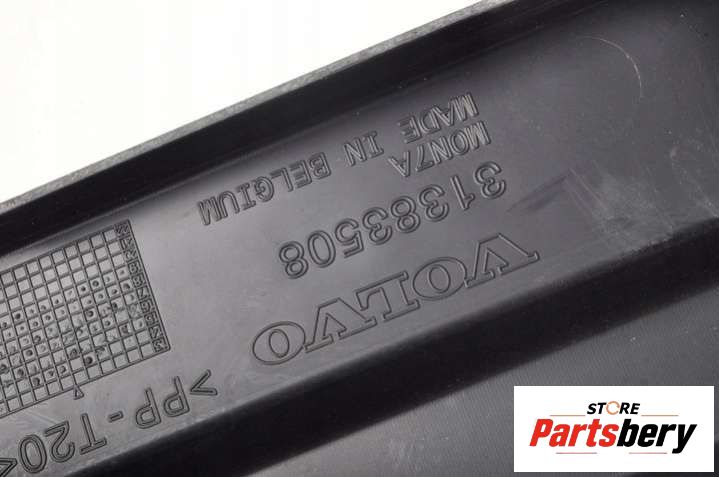 VOLVO
31383508
MONZA
MADE IN BELGIUM
>PP-T20<
STORE
Partsbery